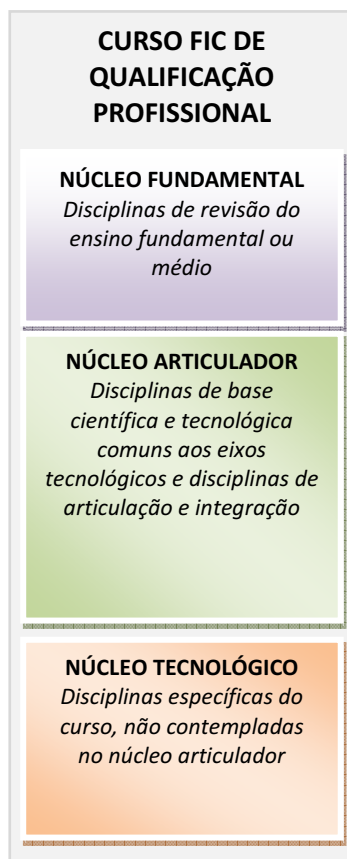 CURSO FIC DE
QUALIFICAÇÃO
PROFISSIONAL
NÚCLEO FUNDAMENTAL
Disciplinas de revisão do
ensino fundamental ou
médio
NÚCLEO ARTICULADOR
Disciplinas de base
científica e tecnológica
comuns aos eixos
tecnológicos e disciplinas de
articulação e integração
NÚCLEO TECNOLÓGICO
Disciplinas específicas do
curso, não contempladas
no núcleo articulador